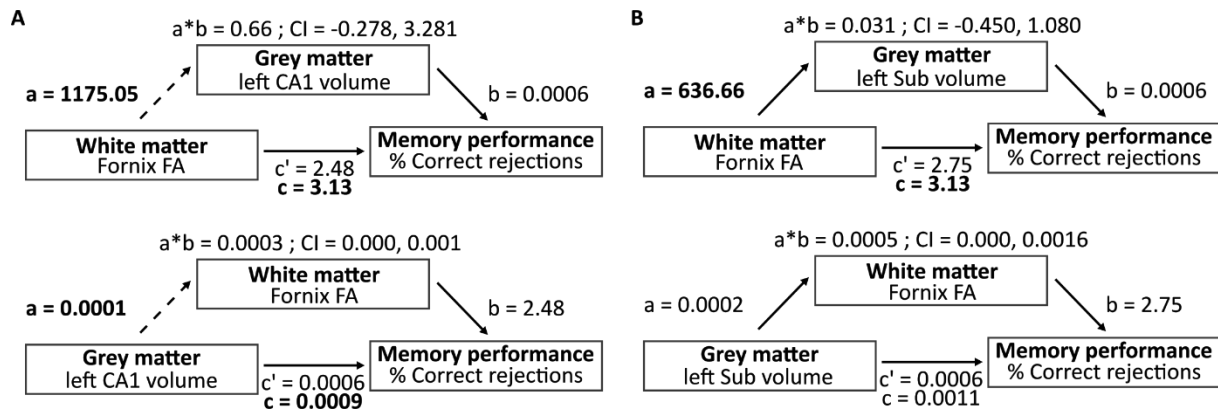 A
a*b = 0.66 ; CI = -0.278, 3.281
Grey matter
left CA1 volume
a = 1175.05
b = 0.0006
White matter
Fornix FA
c' = 2.48
c = 3.13
Memory performance
% Correct rejections
a*b = 0.0003 ; CI = 0.000, 0.001
White matter
Fornix FA
a = 0.0001
b = 2.48
Grey matter
left CA1 volume
c' = 0.0006
c = 0.0009
Memory performance
% Correct rejections
B
a*b = 0.031 ; CI = -0.450, 1.080
Grey matter
left Sub volume
a = 636.66
b = 0.0006
White matter
Fornix FA
c' = 2.75
c = 3.13
Memory performance
% Correct rejections
a*b = 0.0005 ; CI = 0.000, 0.0016
White matter
Fornix FA
a = 0.0002
b = 2.75
Grey matter
left Sub volume
c' = 0.0006
c = 0.0011
Memory performance
% Correct rejections